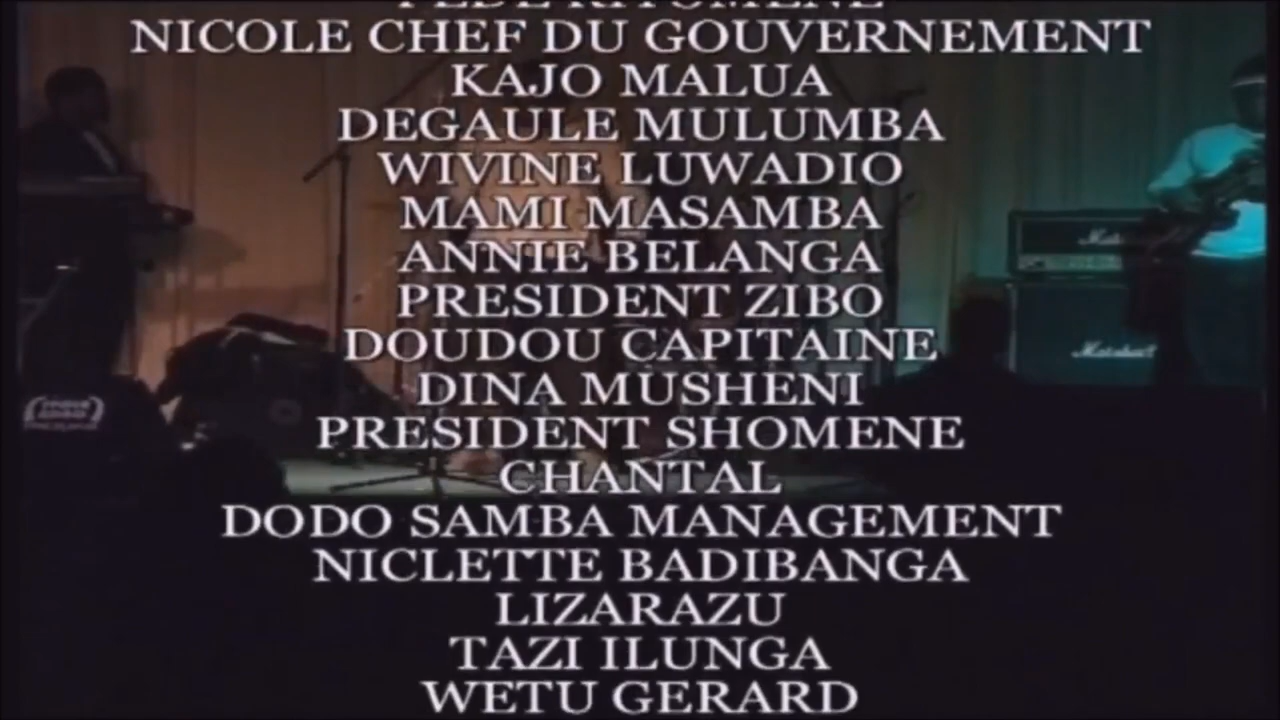 NICOLE CHEF DU GOUVERNEMENT
KAJO MALUA
DEGAULE MULUMBA
WIVINE LUWADIO
MAMI MASAMBA
ANNIE BELANGA
PRESIDENT ZIBO
DOUDOU CAPITAINE
DINA MUSHENI
PRESIDENT SHOMENE
CHANTAL
DODO SAMBA MANAGEMENT
NICLETTE BADIBANGA
LIZARAZU
TAZI ILUNGA
WETU GERARD
Marshall